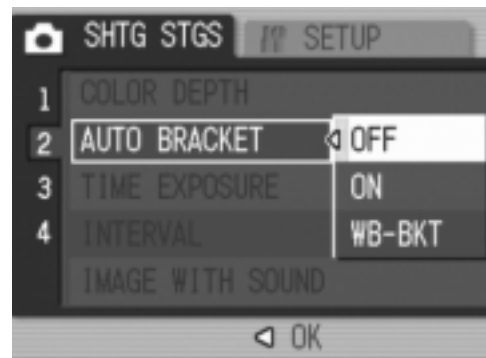 SHTG STGS SETUP
1 COLOR DEPTH
2 AUTO BRACKET OFF
3 TIME EXPOSURE ON
4 INTERVAL WB-BKT
IMAGE WITH SOUND
OK